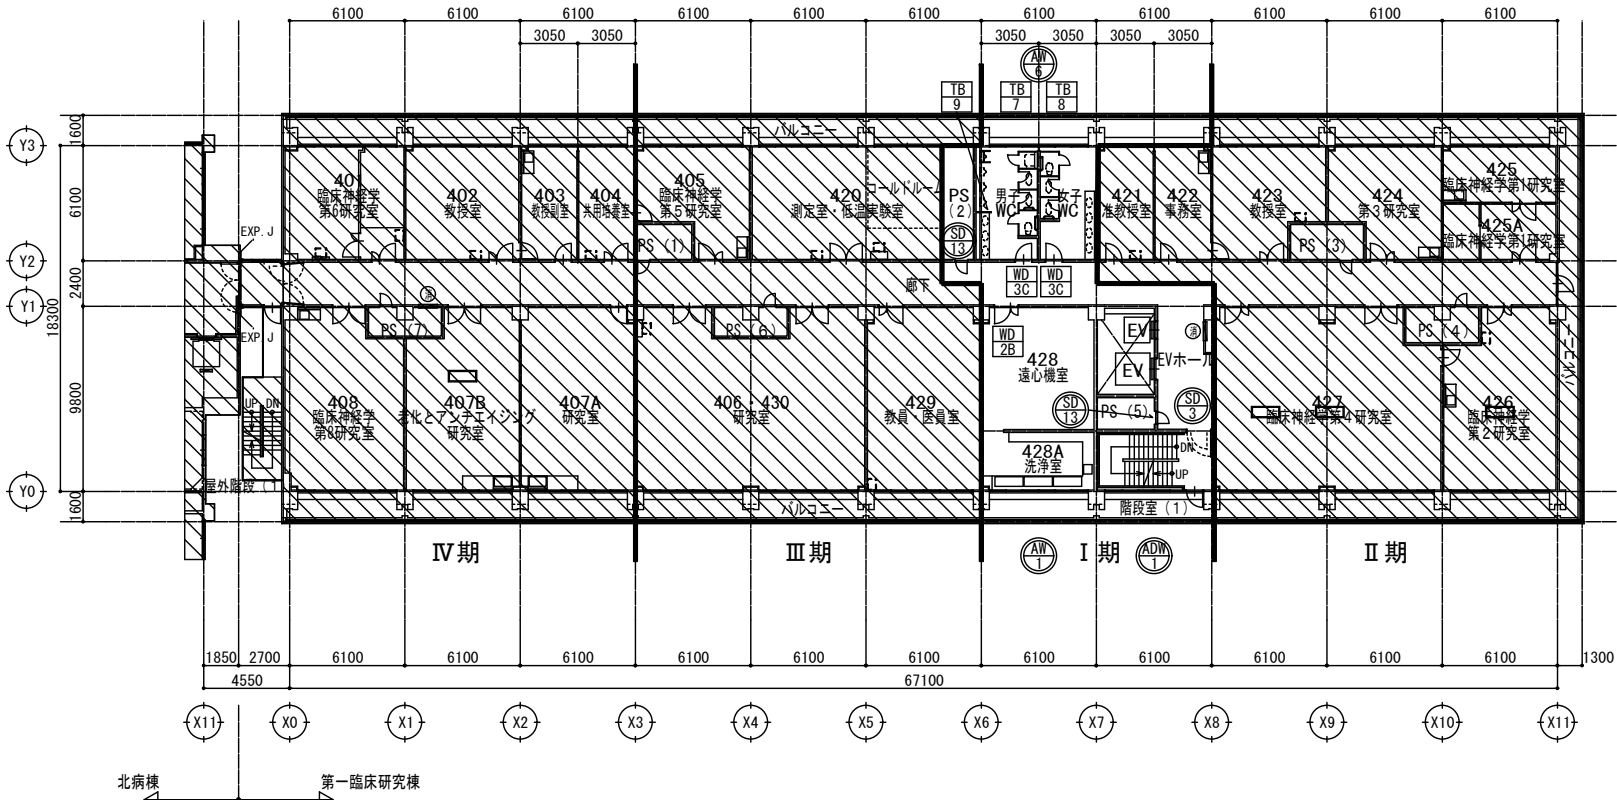 6100 6100 6100 6100 6100 6100 6100 6100 6100 6100 6100
3050 3050 3050 3050 3050 3050
AW 6
TB 9
TB 7
TB 8
バルコニー
Y3
1600
6100
401 臨床神経学 第6研究室
402 教授室
403 教授副室
404 共用培養室
405 臨床神経学 第5研究室
420 測定室・低温実験室
コールドルーム
PS (2)
男子 WC
女子 WC
421 准教授室
422 事務室
423 教授室
424 第3研究室
425 臨床神経学第1研究室
425A 臨床神経学第1研究室
SD 13
PS (1)
PS (3)
EXP.J
Y2
2400
廊下
WD 3C
WD 3C
消
Y1
18300
EXP.J
PS (7)
PS (6)
WD 2B
EV
消
PS (4)
バルコニー
428 遠心機室
EV
EVホール
9800
UP DN
408 臨床神経学 第8研究室
407B 老化とアンチエイジング 研究室
407A 研究室
406・430 研究室
429 教員・医員室
SD 13
PS (5)
SD 3
427 臨床神経学第4研究室
426 臨床神経学 第2研究室
428A 洗浄室
DN
UP
Y0
屋外階段(
1600
バルコニー
階段室(1)
Ⅳ期
Ⅲ期
AW 1
Ⅰ期
ADW 1
Ⅱ期
1850 2700 6100 6100 6100 6100 6100 6100 6100 6100 6100 6100 6100 1300
4550 67100
X11 X0 X1 X2 X3 X4 X5 X6 X7 X8 X9 X10 X11
北病棟 第一臨床研究棟